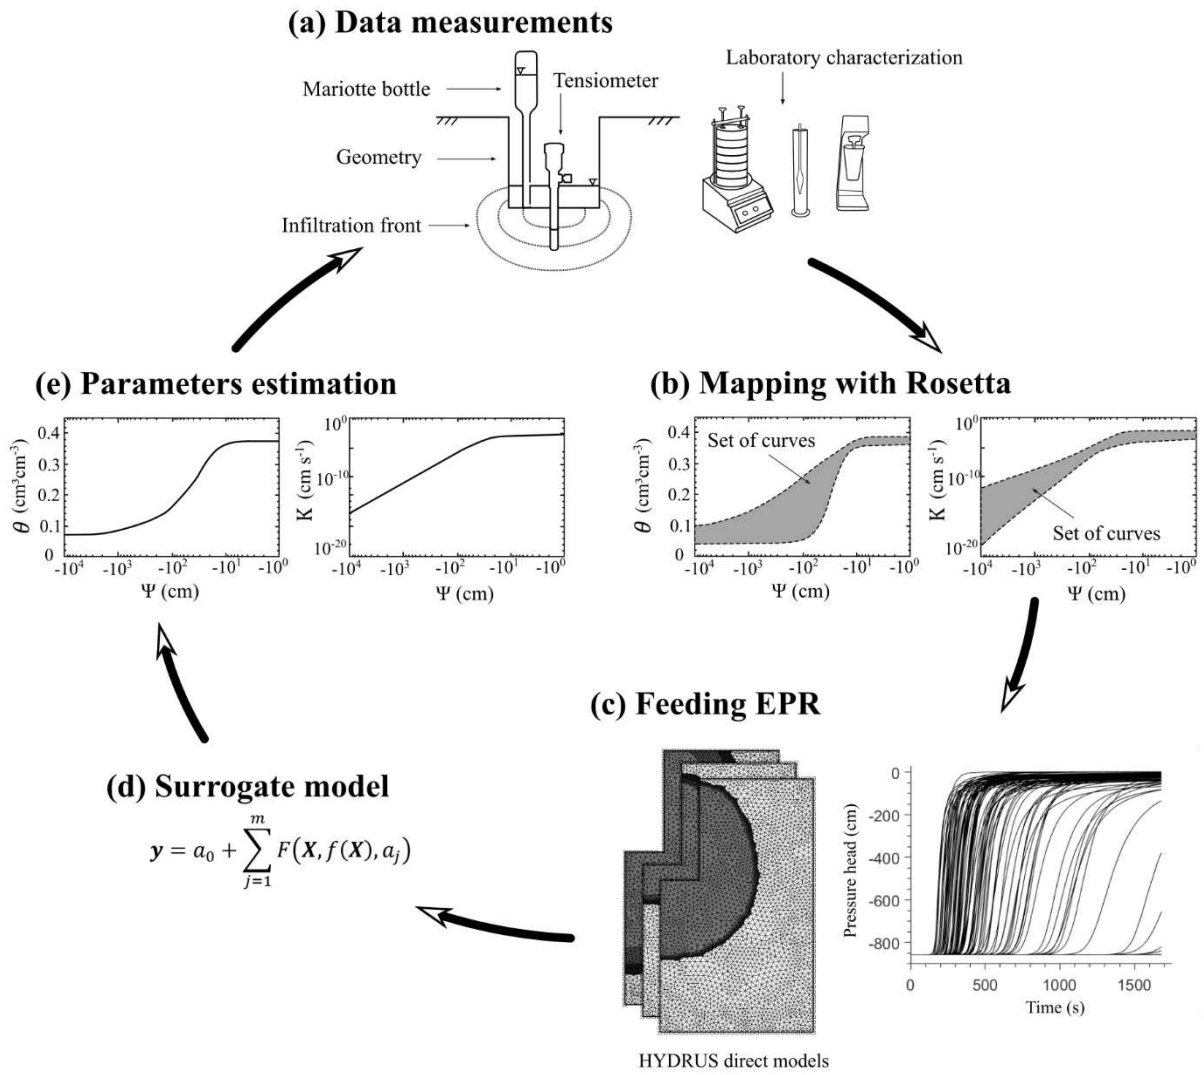 (a) Data measurements
Mariotte bottle
Tensiometer
Laboratory characterization
Geometry
Infiltration front
(e) Parameters estimation
0.4
0.3
0.2
0.1
0
θ (cm³cm⁻³)
-10⁴ -10³ -10² -10¹ -10⁰
Ψ (cm)
10⁰
10⁻¹⁰
10⁻²⁰
K (cm s⁻¹)
-10⁴ -10³ -10² -10¹ -10⁰
Ψ (cm)
(b) Mapping with Rosetta
0.4
0.3
0.2
0.1
0
θ (cm³cm⁻³)
Set of curves
-10⁴ -10³ -10² -10¹ -10⁰
Ψ (cm)
10⁰
10⁻¹⁰
10⁻²⁰
K (cm s⁻¹)
Set of curves
-10⁴ -10³ -10² -10¹ -10⁰
Ψ (cm)
(c) Feeding EPR
HYDRUS direct models
0
-200
-400
-600
-800
Pressure head (cm)
0 500 1000 1500
Time (s)
(d) Surrogate model
y = a₀ + ∑ᵐⱼ₌₁ F(X, f(X), aⱼ)